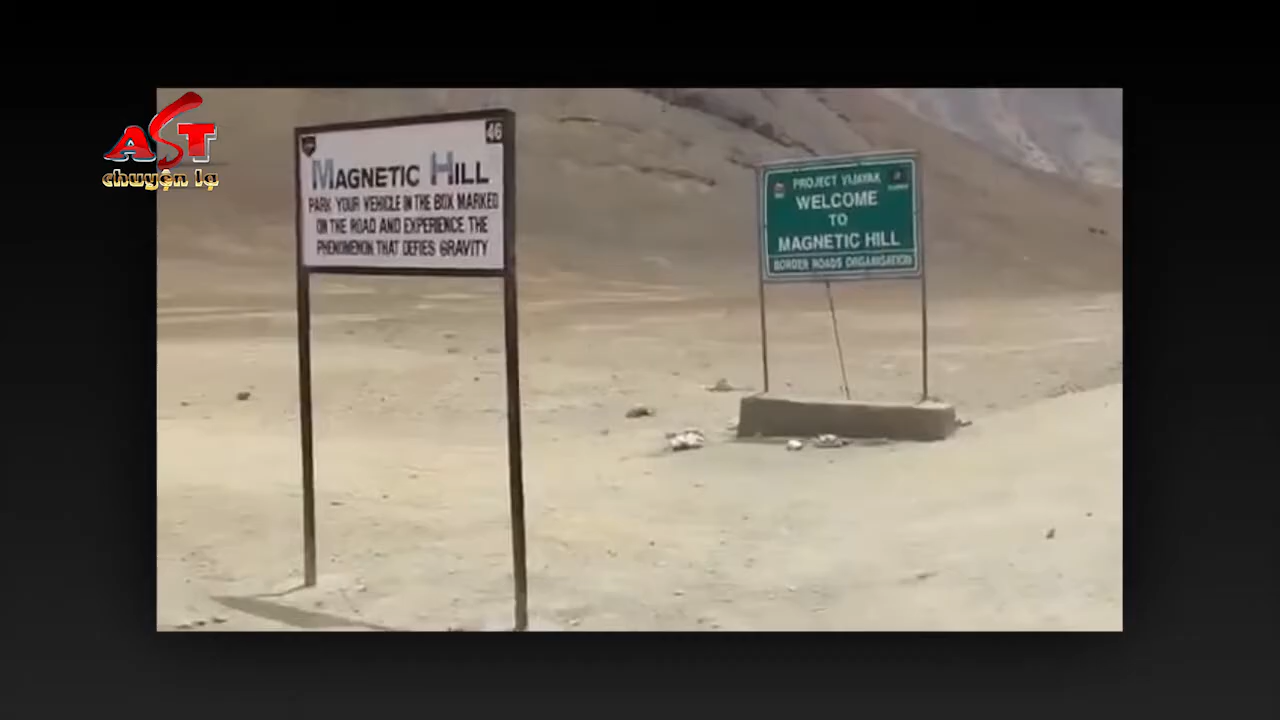 AST
chuyện lạ
46
MAGNETIC HILL
PARK YOUR VEHICLE IN THE BOX MARKED
ON THE ROAD AND EXPERIENCE THE
PHENOMENON THAT DEFIES GRAVITY
PROJECT VIJAYAK
WELCOME
TO
MAGNETIC HILL
BORDER ROADS ORGANISATION